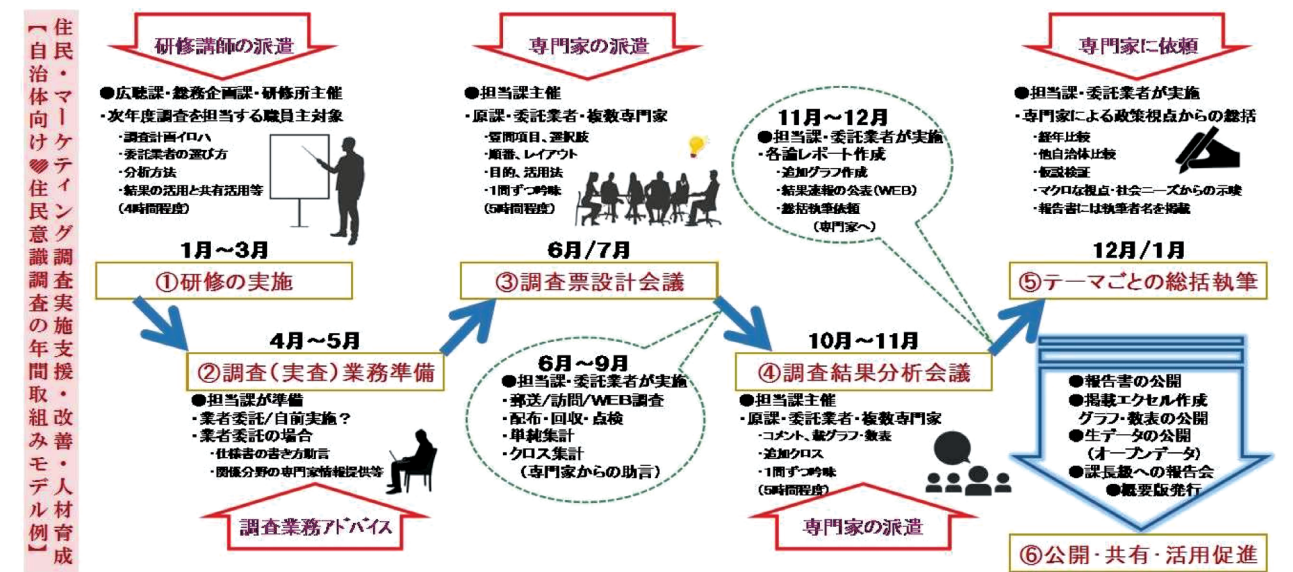 住民・マーケティング調査実施支援・改善・人材育成
【自治体向け♥住民意識調査の年間取り組みモデル例】
研修講師の派遣
●広聴課・総務企画課・研修所主催
・次年度調査を担当する職員主対象
・調査計画イロハ
・委託業者の選び方
・分析方法
・結果の活用と共有活用等
(4時間程度)
1月～3月
①研修の実施
4月～5月
②調査(実査)業務準備
●担当課が準備
・業者委託/自前実施?
・業者委託の場合
・仕様書の書き方助言
・関係分野の専門家情報提供等
調査業務アドバイス
専門家の派遣
●担当課主催
・原課・委託業者・複数専門家
・質問項目、選択肢
・順番、レイアウト
・目的、活用法
・1問ずつ吟味
(5時間程度)
6月/7月
③調査票設計会議
6月～9月
●担当課・委託業者が実施
・郵送/訪問/WEB調査
・配布・回収・点検
・単純集計
・クロス集計
(専門家からの助言)
10月～11月
④調査結果分析会議
●担当課主催
・原課・委託業者・複数専門家
・コメント、載グラフ・数表
・追加クロス
・1問ずつ吟味
(5時間程度)
専門家の派遣
11月～12月
●担当課・委託業者が実施
・各論レポート作成
・追加グラフ作成
・結果速報の公表(WEB)
・総括執筆依頼
(専門家へ)
専門家に依頼
●担当課・委託業者が実施
・専門家による政策視点からの総括
・経年比較
・他自治体比較
・仮説検証
・マクロな視点・社会ニーズからの示唆
・報告書には執筆者名を掲載
12月/1月
⑤テーマごとの総括執筆
●報告書の公開
●掲載エクセル作成
グラフ・数表の公開
●生データの公開
(オープンデータ)
●課長級への報告会
●概要版発行
⑥公開・共有・活用促進